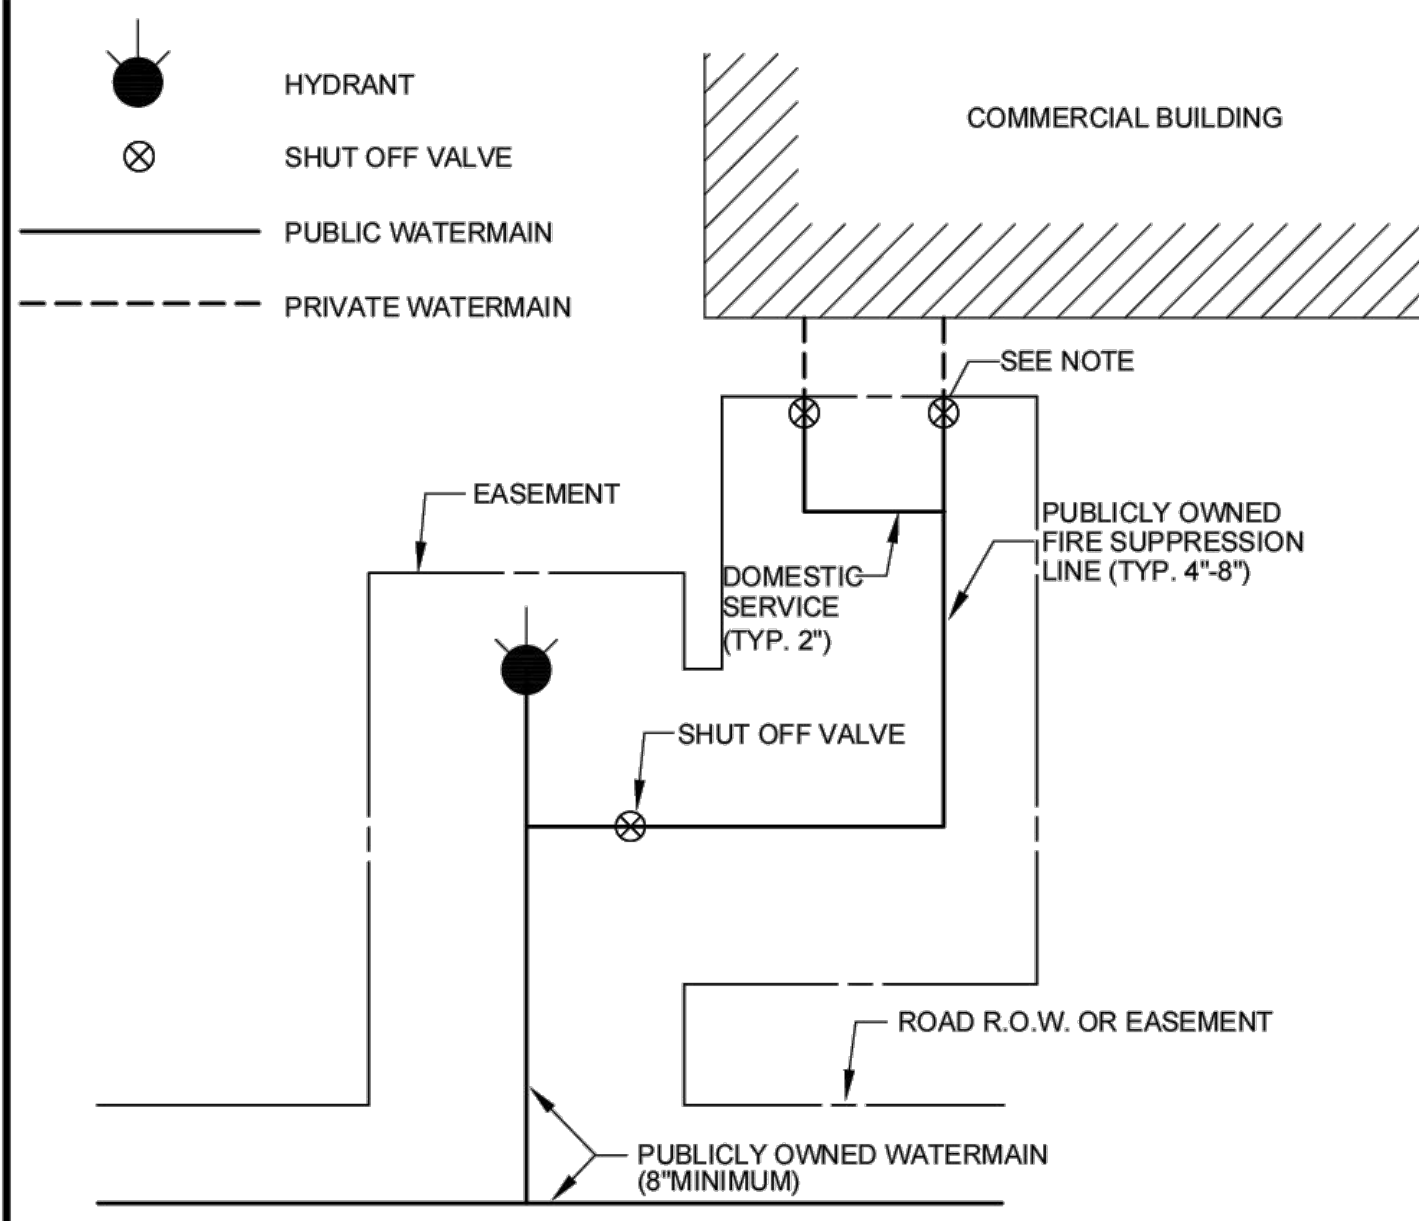 HYDRANT
COMMERCIAL BUILDING
SHUT OFF VALVE
PUBLIC WATERMAIN
PRIVATE WATERMAIN
SEE NOTE
EASEMENT
PUBLICLY OWNED
FIRE SUPPRESSION
LINE (TYP. 4"-8")
DOMESTIC
SERVICE
(TYP. 2")
SHUT OFF VALVE
ROAD R.O.W. OR EASEMENT
PUBLICLY OWNED WATERMAIN
(8"MINIMUM)